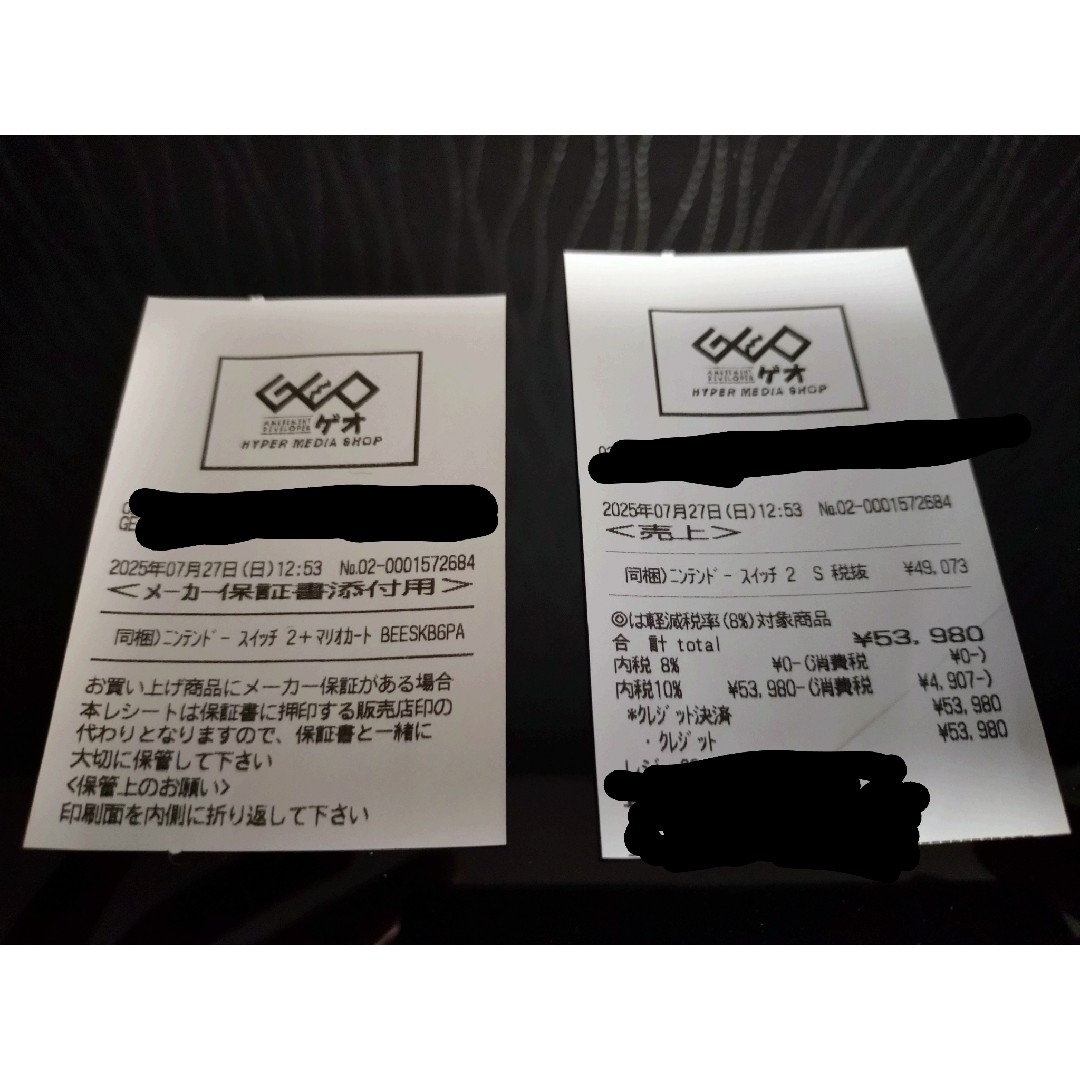 GEO
AMUSEMENT
DEVELOPER ゲオ
HYPER MEDIA SHOP
GE
2025年07月27日(日)12:53 No.02-0001572684
<メーカー保証書添付用>
同梱)ニンテンドー スイッチ 2+マリオカート BEESKB6PA
お買い上げ商品にメーカー保証がある場合
本レシートは保証書に押印する販売店印の
代わりとなりますので、保証書と一緒に
大切に保管して下さい
<保管上のお願い>
印刷面を内側に折り返して下さい
GEO
AMUSEMENT
DEVELOPER ゲオ
HYPER MEDIA SHOP
2025年07月27日(日)12:53 No.02-0001572684
<売上>
同梱)ニンテンドー スイッチ 2 S 税抜 ¥49,073
◎は軽減税率(8%)対象商品
合 計 total ¥53,980
内税 8% ¥0-(消費税 ¥0-)
内税10% ¥53,980-(消費税 ¥4,907-)
*クレジット決済 ¥53,980
・クレジット ¥53,980